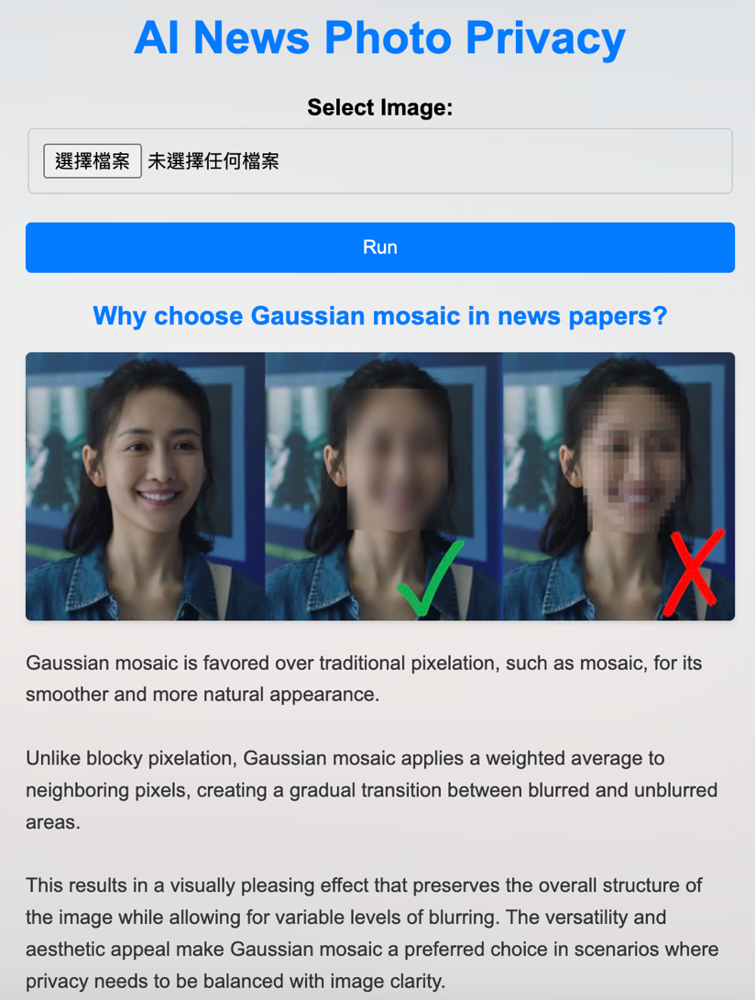 AI News Photo Privacy
Select Image:
選擇檔案 未選擇任何檔案
Run
Why choose Gaussian mosaic in news papers?
Gaussian mosaic is favored over traditional pixelation, such as mosaic, for its
smoother and more natural appearance.
Unlike blocky pixelation, Gaussian mosaic applies a weighted average to
neighboring pixels, creating a gradual transition between blurred and unblurred
areas.
This results in a visually pleasing effect that preserves the overall structure of
the image while allowing for variable levels of blurring. The versatility and
aesthetic appeal make Gaussian mosaic a preferred choice in scenarios where
privacy needs to be balanced with image clarity.